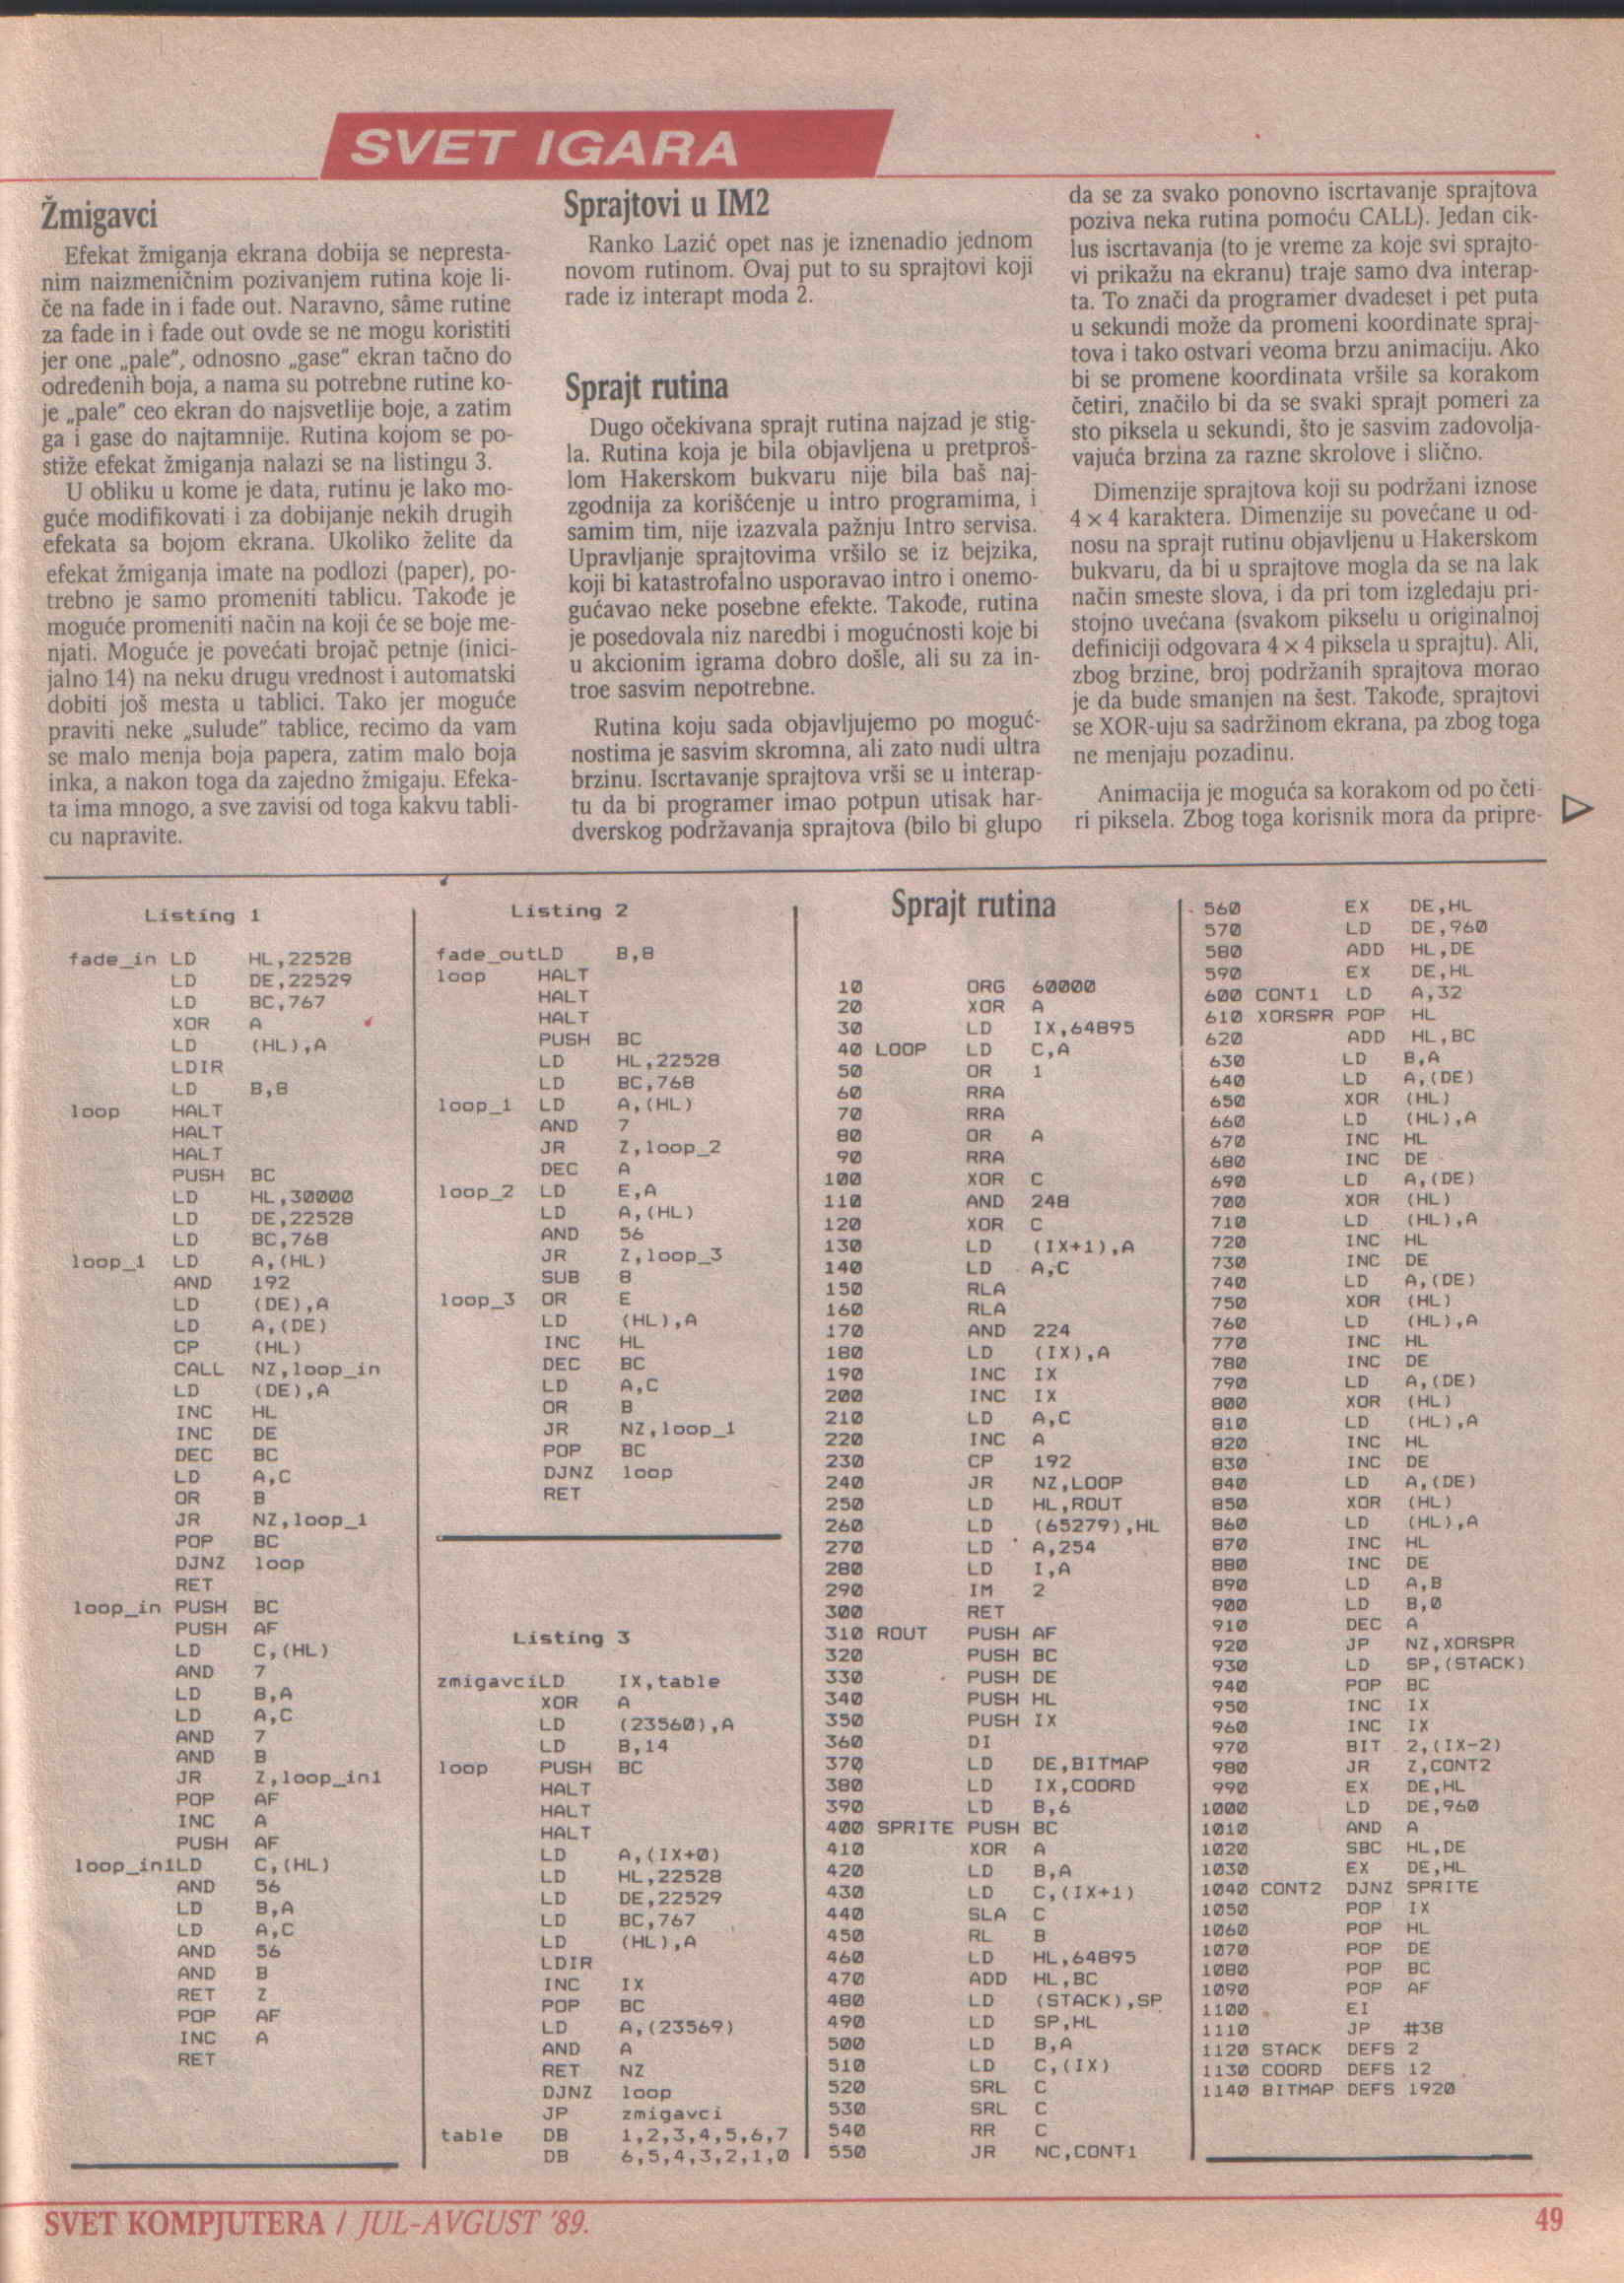 SVET IGARA
Žmigavci
Efekat žmiganja ekrana dobija se nepresta-
nim naizmeničnim pozivanjem rutina koje li-
če na fade in i fade out. Naravno, sâme rutine
za fade in i fade out ovde se ne mogu koristiti
jer one „pale", odnosno „gase" ekran tačno do
određenih boja, a nama su potrebne rutine ko-
je „pale" ceo ekran do najsvetlije boje, a zatim
ga i gase do najtamnije. Rutina kojom se po-
stiže efekat žmiganja nalazi se na listingu 3.
U obliku u kome je data, rutinu je lako mo-
guće modifikovati i za dobijanje nekih drugih
efekata sa bojom ekrana. Ukoliko želite da
efekat žmiganja imate na podlozi (paper), po-
trebno je samo promeniti tablicu. Takođe je
moguće promeniti način na koji će se boje me-
njati. Moguće je povećati brojač petnje (inici-
jalno 14) na neku drugu vrednost i automatski
dobiti još mesta u tablici. Tako jer moguće
praviti neke „sulude" tablice, recimo da vam
se malo menja boja papera, zatim malo boja
inka, a nakon toga da zajedno žmigaju. Efeka-
ta ima mnogo, a sve zavisi od toga kakvu tabli-
cu napravite.
Sprajtovi u IM2
Ranko Lazić opet nas je iznenadio jednom
novom rutinom. Ovaj put to su sprajtovi koji
rade iz interapt moda 2.
Sprajt rutina
Dugo očekivana sprajt rutina najzad je stig-
la. Rutina koja je bila objavljena u pretproš-
lom Hakerskom bukvaru nije bila baš naj-
zgodnija za korišćenje u intro programima, i
samim tim, nije izazvala pažnju Intro servisa.
Upravljanje sprajtovima vršilo se iz bejzika,
koji bi katastrofalno usporavao intro i onemo-
gućavao neke posebne efekte. Takođe, rutina
je posedovala niz naredbi i mogućnosti koje bi
u akcionim igrama dobro došle, ali su za in-
troe sasvim nepotrebne.
Rutina koju sada objavljujemo po moguć-
nostima je sasvim skromna, ali zato nudi ultra
brzinu. Iscrtavanje sprajtova vrši se u interap-
tu da bi programer imao potpun utisak har-
dverskog podržavanja sprajtova (bilo bi glupo
da se za svako ponovno iscrtavanje sprajtova
poziva neka rutina pomoću CALL). Jedan cik-
lus iscrtavanja (to je vreme za koje svi sprajto-
vi prikažu na ekranu) traje samo dva interap-
ta. To znači da programer dvadeset i pet puta
u sekundi može da promeni koordinate spraj-
tova i tako ostvari veoma brzu animaciju. Ako
bi se promene koordinata vršile sa korakom
četiri, značilo bi da se svaki sprajt pomeri za
sto piksela u sekundi, što je sasvim zadovolja-
vajuća brzina za razne skrolove i slično.
Dimenzije sprajtova koji su podržani iznose
4 × 4 karaktera. Dimenzije su povećane u od-
nosu na sprajt rutinu objavljenu u Hakerskom
bukvaru, da bi u sprajtove mogla da se na lak
način smeste slova, i da pri tom izgledaju pri-
stojno uvećana (svakom pikselu u originalnoj
definiciji odgovara 4 × 4 piksela u sprajtu). Ali,
zbog brzine, broj podržanih sprajtova morao
je da bude smanjen na šest. Takođe, sprajtovi
se XOR-uju sa sadržinom ekrana, pa zbog toga
ne menjaju pozadinu.
Animacija je moguća sa korakom od po četi-
ri piksela. Zbog toga korisnik mora da pripre-
Listing 1
fade_in LD HL,22528
LD DE,22529
LD BC,767
XOR A
LD (HL),A
LDIR
LD B,8
loop HALT
HALT
HALT
PUSH BC
LD HL,30000
LD DE,22528
LD BC,768
loop_1 LD A,(HL)
AND 192
LD (DE),A
LD A,(DE)
CP (HL)
CALL NZ,loop_in
LD (DE),A
INC HL
INC DE
DEC BC
LD A,C
OR B
JR NZ,loop_1
POP BC
DJNZ loop
RET
loop_in PUSH BC
PUSH AF
LD C,(HL)
AND 7
LD B,A
LD A,C
AND 7
AND B
JR Z,loop_in1
POP AF
INC A
PUSH AF
loop_in1LD C,(HL)
AND 56
LD B,A
LD A,C
AND 56
AND B
RET Z
POP AF
INC A
RET
Listing 2
fade_outLD B,8
loop HALT
HALT
HALT
PUSH BC
LD HL,22528
LD BC,768
loop_1 LD A,(HL)
AND 7
JR Z,loop_2
DEC A
loop_2 LD E,A
LD A,(HL)
AND 56
JR Z,loop_3
SUB 8
loop_3 OR E
LD (HL),A
INC HL
DEC BC
LD A,C
OR B
JR NZ,loop_1
POP BC
DJNZ loop
RET
Listing 3
zmigavciLD IX,table
XOR A
LD (23560),A
LD B,14
loop PUSH BC
HALT
HALT
HALT
LD A,(IX+0)
LD HL,22528
LD DE,22529
LD BC,767
LD (HL),A
LDIR
INC IX
POP BC
LD A,(23569)
AND A
RET NZ
DJNZ loop
JP zmigavci
table DB 1,2,3,4,5,6,7
DB 6,5,4,3,2,1,0
Sprajt rutina
10 ORG 60000
20 XOR A
30 LD IX,64895
40 LOOP LD C,A
50 OR 1
60 RRA
70 RRA
80 OR A
90 RRA
100 XOR C
110 AND 248
120 XOR C
130 LD (IX+1),A
140 LD A,C
150 RLA
160 RLA
170 AND 224
180 LD (IX),A
190 INC IX
200 INC IX
210 LD A,C
220 INC A
230 CP 192
240 JR NZ,LOOP
250 LD HL,ROUT
260 LD (65279),HL
270 LD A,254
280 LD I,A
290 IM 2
300 RET
310 ROUT PUSH AF
320 PUSH BC
330 PUSH DE
340 PUSH HL
350 PUSH IX
360 DI
370 LD DE,BITMAP
380 LD IX,COORD
390 LD B,6
400 SPRITE PUSH BC
410 XOR A
420 LD B,A
430 LD C,(IX+1)
440 SLA C
450 RL B
460 LD HL,64895
470 ADD HL,BC
480 LD (STACK),SP
490 LD SP,HL
500 LD B,A
510 LD C,(IX)
520 SRL C
530 SRL C
540 RR C
550 JR NC,CONT1
560 EX DE,HL
570 LD DE,960
580 ADD HL,DE
590 EX DE,HL
600 CONT1 LD A,32
610 XORSPR POP HL
620 ADD HL,BC
630 LD B,A
640 LD A,(DE)
650 XOR (HL)
660 LD (HL),A
670 INC HL
680 INC DE
690 LD A,(DE)
700 XOR (HL)
710 LD (HL),A
720 INC HL
730 INC DE
740 LD A,(DE)
750 XOR (HL)
760 LD (HL),A
770 INC HL
780 INC DE
790 LD A,(DE)
800 XOR (HL)
810 LD (HL),A
820 INC HL
830 INC DE
840 LD A,(DE)
850 XOR (HL)
860 LD (HL),A
870 INC HL
880 INC DE
890 LD A,B
900 LD B,0
910 DEC A
920 JP NZ,XORSPR
930 LD SP,(STACK)
940 POP BC
950 INC IX
960 INC IX
970 BIT 2,(IX-2)
980 JR Z,CONT2
990 EX DE,HL
1000 LD DE,960
1010 AND A
1020 SBC HL,DE
1030 EX DE,HL
1040 CONT2 DJNZ SPRITE
1050 POP IX
1060 POP HL
1070 POP DE
1080 POP BC
1090 POP AF
1100 EI
1110 JP #38
1120 STACK DEFS 2
1130 COORD DEFS 12
1140 BITMAP DEFS 1920
SVET KOMPJUTERA / JUL-AVGUST '89.
49